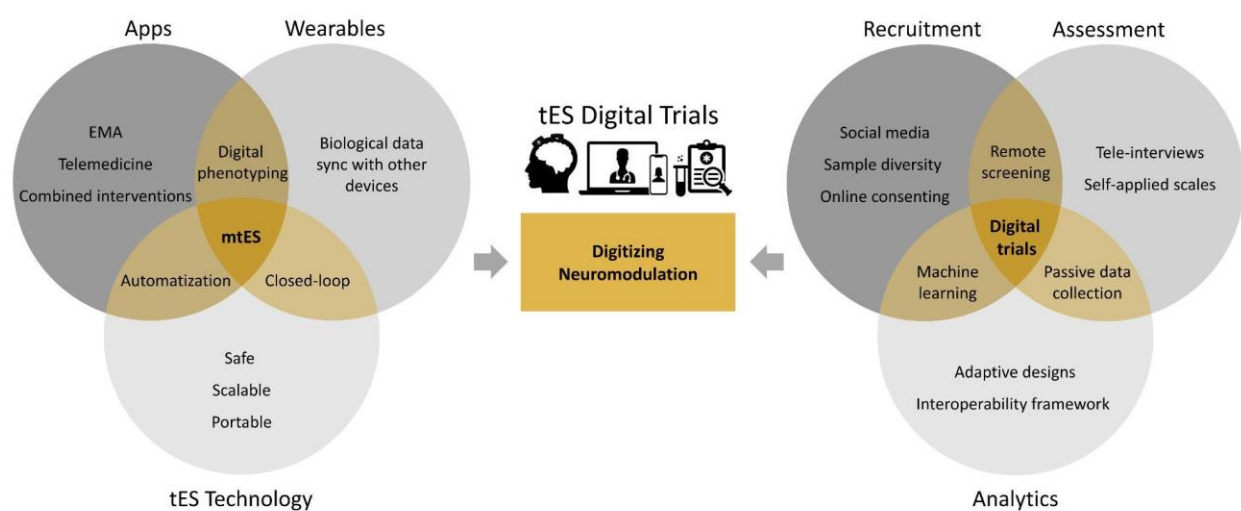 Apps
Wearables
EMA
Telemedicine
Combined interventions
Digital
phenotyping
Biological data
sync with other
devices
mtES
Automatization
Closed-loop
Safe
Scalable
Portable
tES Technology
tES Digital Trials
Digitizing
Neuromodulation
Recruitment
Assessment
Social media
Sample diversity
Online consenting
Remote
screening
Tele-interviews
Self-applied scales
Digital
trials
Machine
learning
Passive data
collection
Adaptive designs
Interoperability framework
Analytics